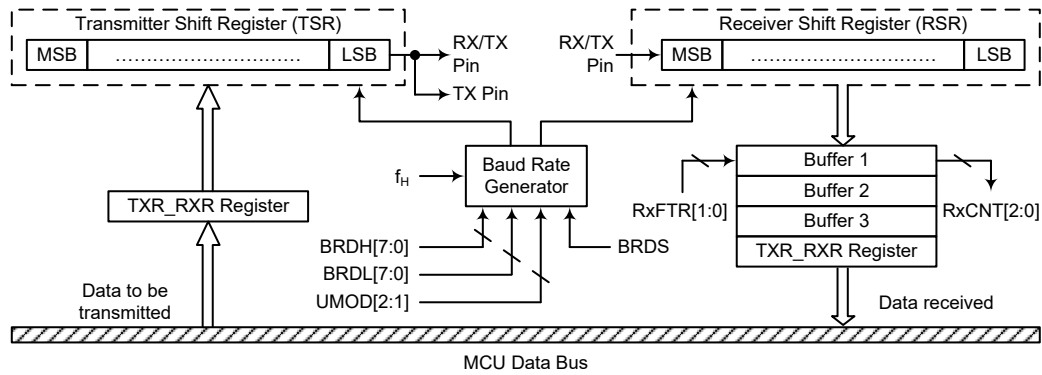 Transmitter Shift Register (TSR)
MSB ………………………… LSB
RX/TX
Pin
TX Pin
Receiver Shift Register (RSR)
RX/TX
Pin
MSB ………………………… LSB
Baud Rate
Generator
fH
TXR_RXR Register
BRDH[7:0]
BRDL[7:0]
UMOD[2:1]
BRDS
Buffer 1
Buffer 2
Buffer 3
TXR_RXR Register
RxFTR[1:0]
RxCNT[2:0]
Data to be
transmitted
Data received
MCU Data Bus